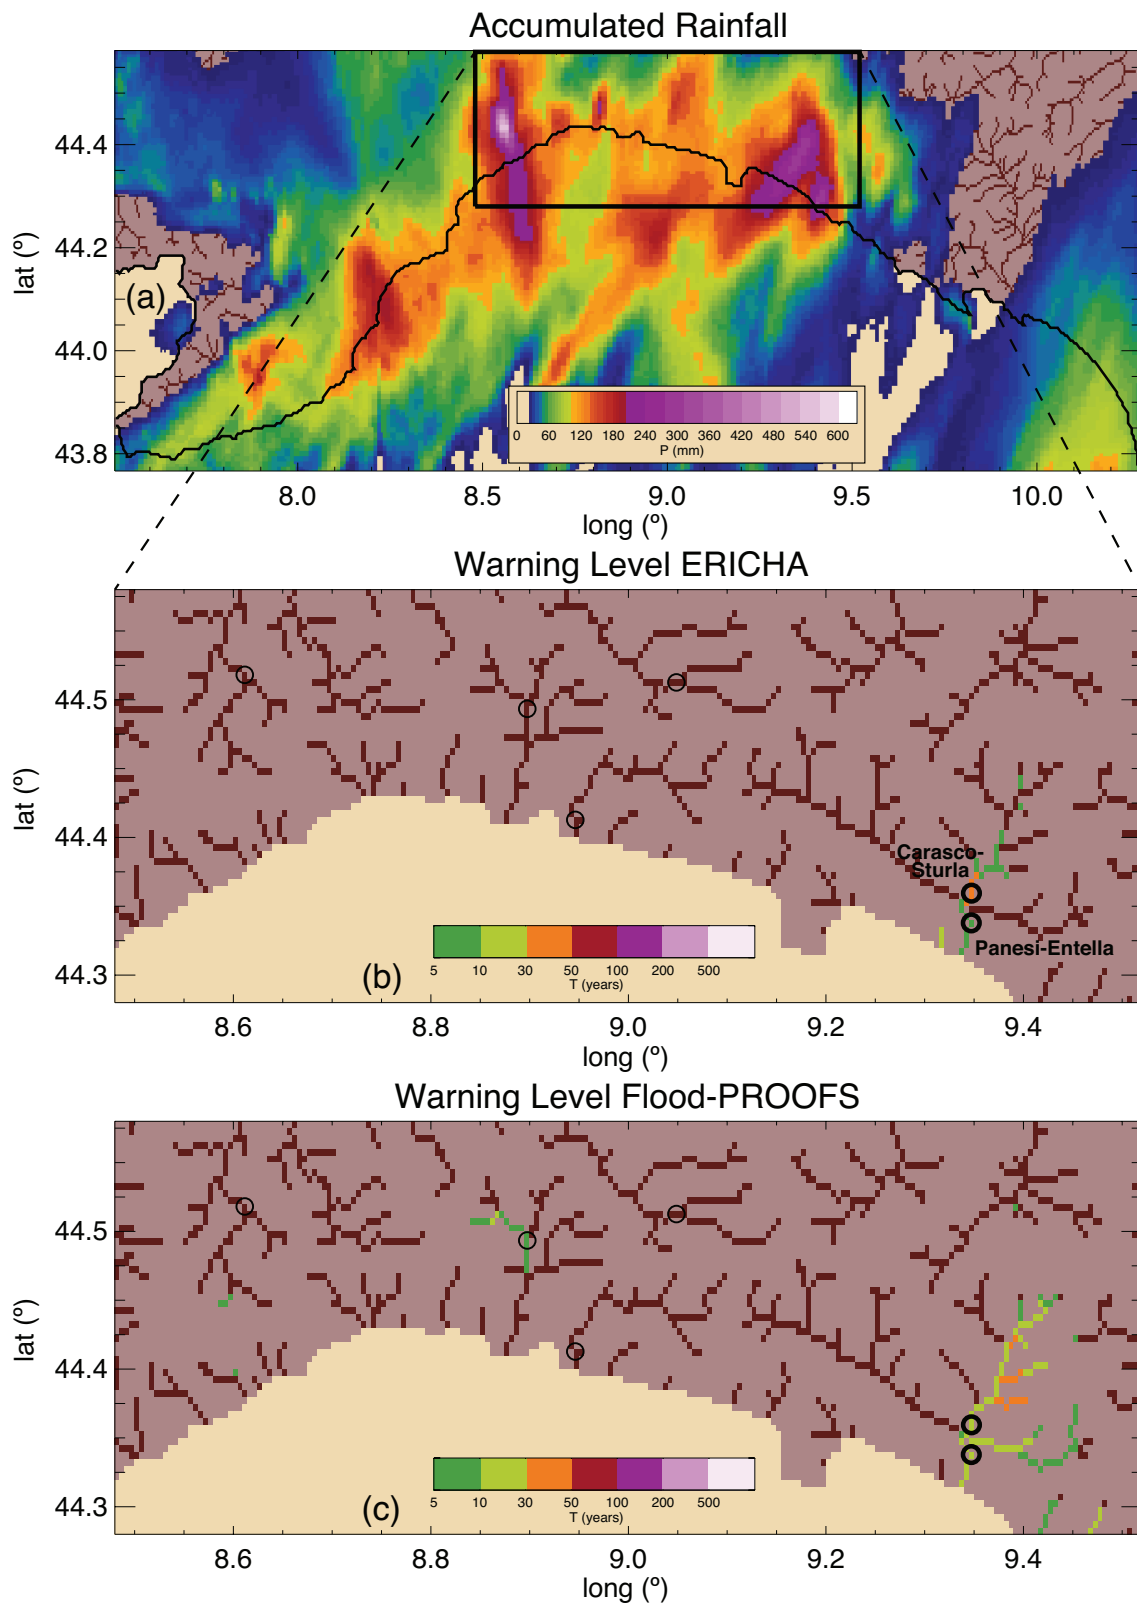 Accumulated Rainfall
44.4
44.2
44.0
43.8
lat (º)
(a)
0 60 120 180 240 300 360 420 480 540 600
P (mm)
8.0 8.5 9.0 9.5 10.0
long (º)
Warning Level ERICHA
44.5
44.4
44.3
lat (º)
Carasco-
Sturla
Panesi-Entella
(b)
5 10 30 50 100 200 500
T (years)
8.6 8.8 9.0 9.2 9.4
long (º)
Warning Level Flood-PROOFS
44.5
44.4
44.3
lat (º)
(c)
5 10 30 50 100 200 500
T (years)
8.6 8.8 9.0 9.2 9.4
long (º)